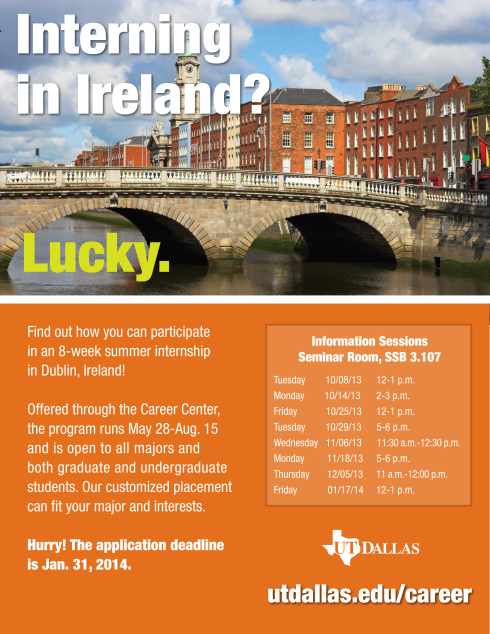 Interning
in Ireland?
Lucky.
Find out how you can participate
in an 8-week summer internship
in Dublin, Ireland!
Offered through the Career Center,
the program runs May 28-Aug. 15
and is open to all majors and
both graduate and undergraduate
students. Our customized placement
can fit your major and interests.
Hurry! The application deadline
is Jan. 31, 2014.
Information Sessions
Seminar Room, SSB 3.107
Tuesday 10/08/13 12-1 p.m.
Monday 10/14/13 2-3 p.m.
Friday 10/25/13 12-1 p.m.
Tuesday 10/29/13 5-6 p.m.
Wednesday 11/06/13 11:30 a.m.-12:30 p.m.
Monday 11/18/13 5-6 p.m.
Thursday 12/05/13 11 a.m.-12:00 p.m.
Friday 01/17/14 12-1 p.m.
UT DALLAS
utdallas.edu/career